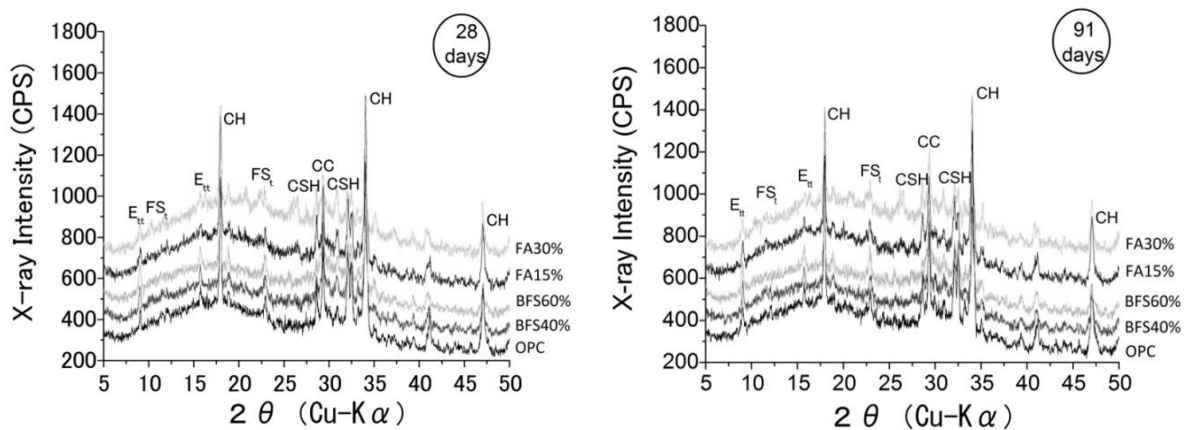 28
days
X-ray Intensity (CPS)
1800
1600
1400
1200
1000
800
600
400
200
CH
CH
CC
CSH
CSH
FSt
Ett
Ett
FSt
CH
FA30%
FA15%
BFS60%
BFS40%
OPC
5 10 15 20 25 30 35 40 45 50
2 θ (Cu-K α)
91
days
X-ray Intensity (CPS)
1800
1600
1400
1200
1000
800
600
400
200
CH
CH
CC
CSH
CSH
FSt
Ett
Ett
FSt
CH
FA30%
FA15%
BFS60%
BFS40%
OPC
5 10 15 20 25 30 35 40 45 50
2 θ (Cu-K α)